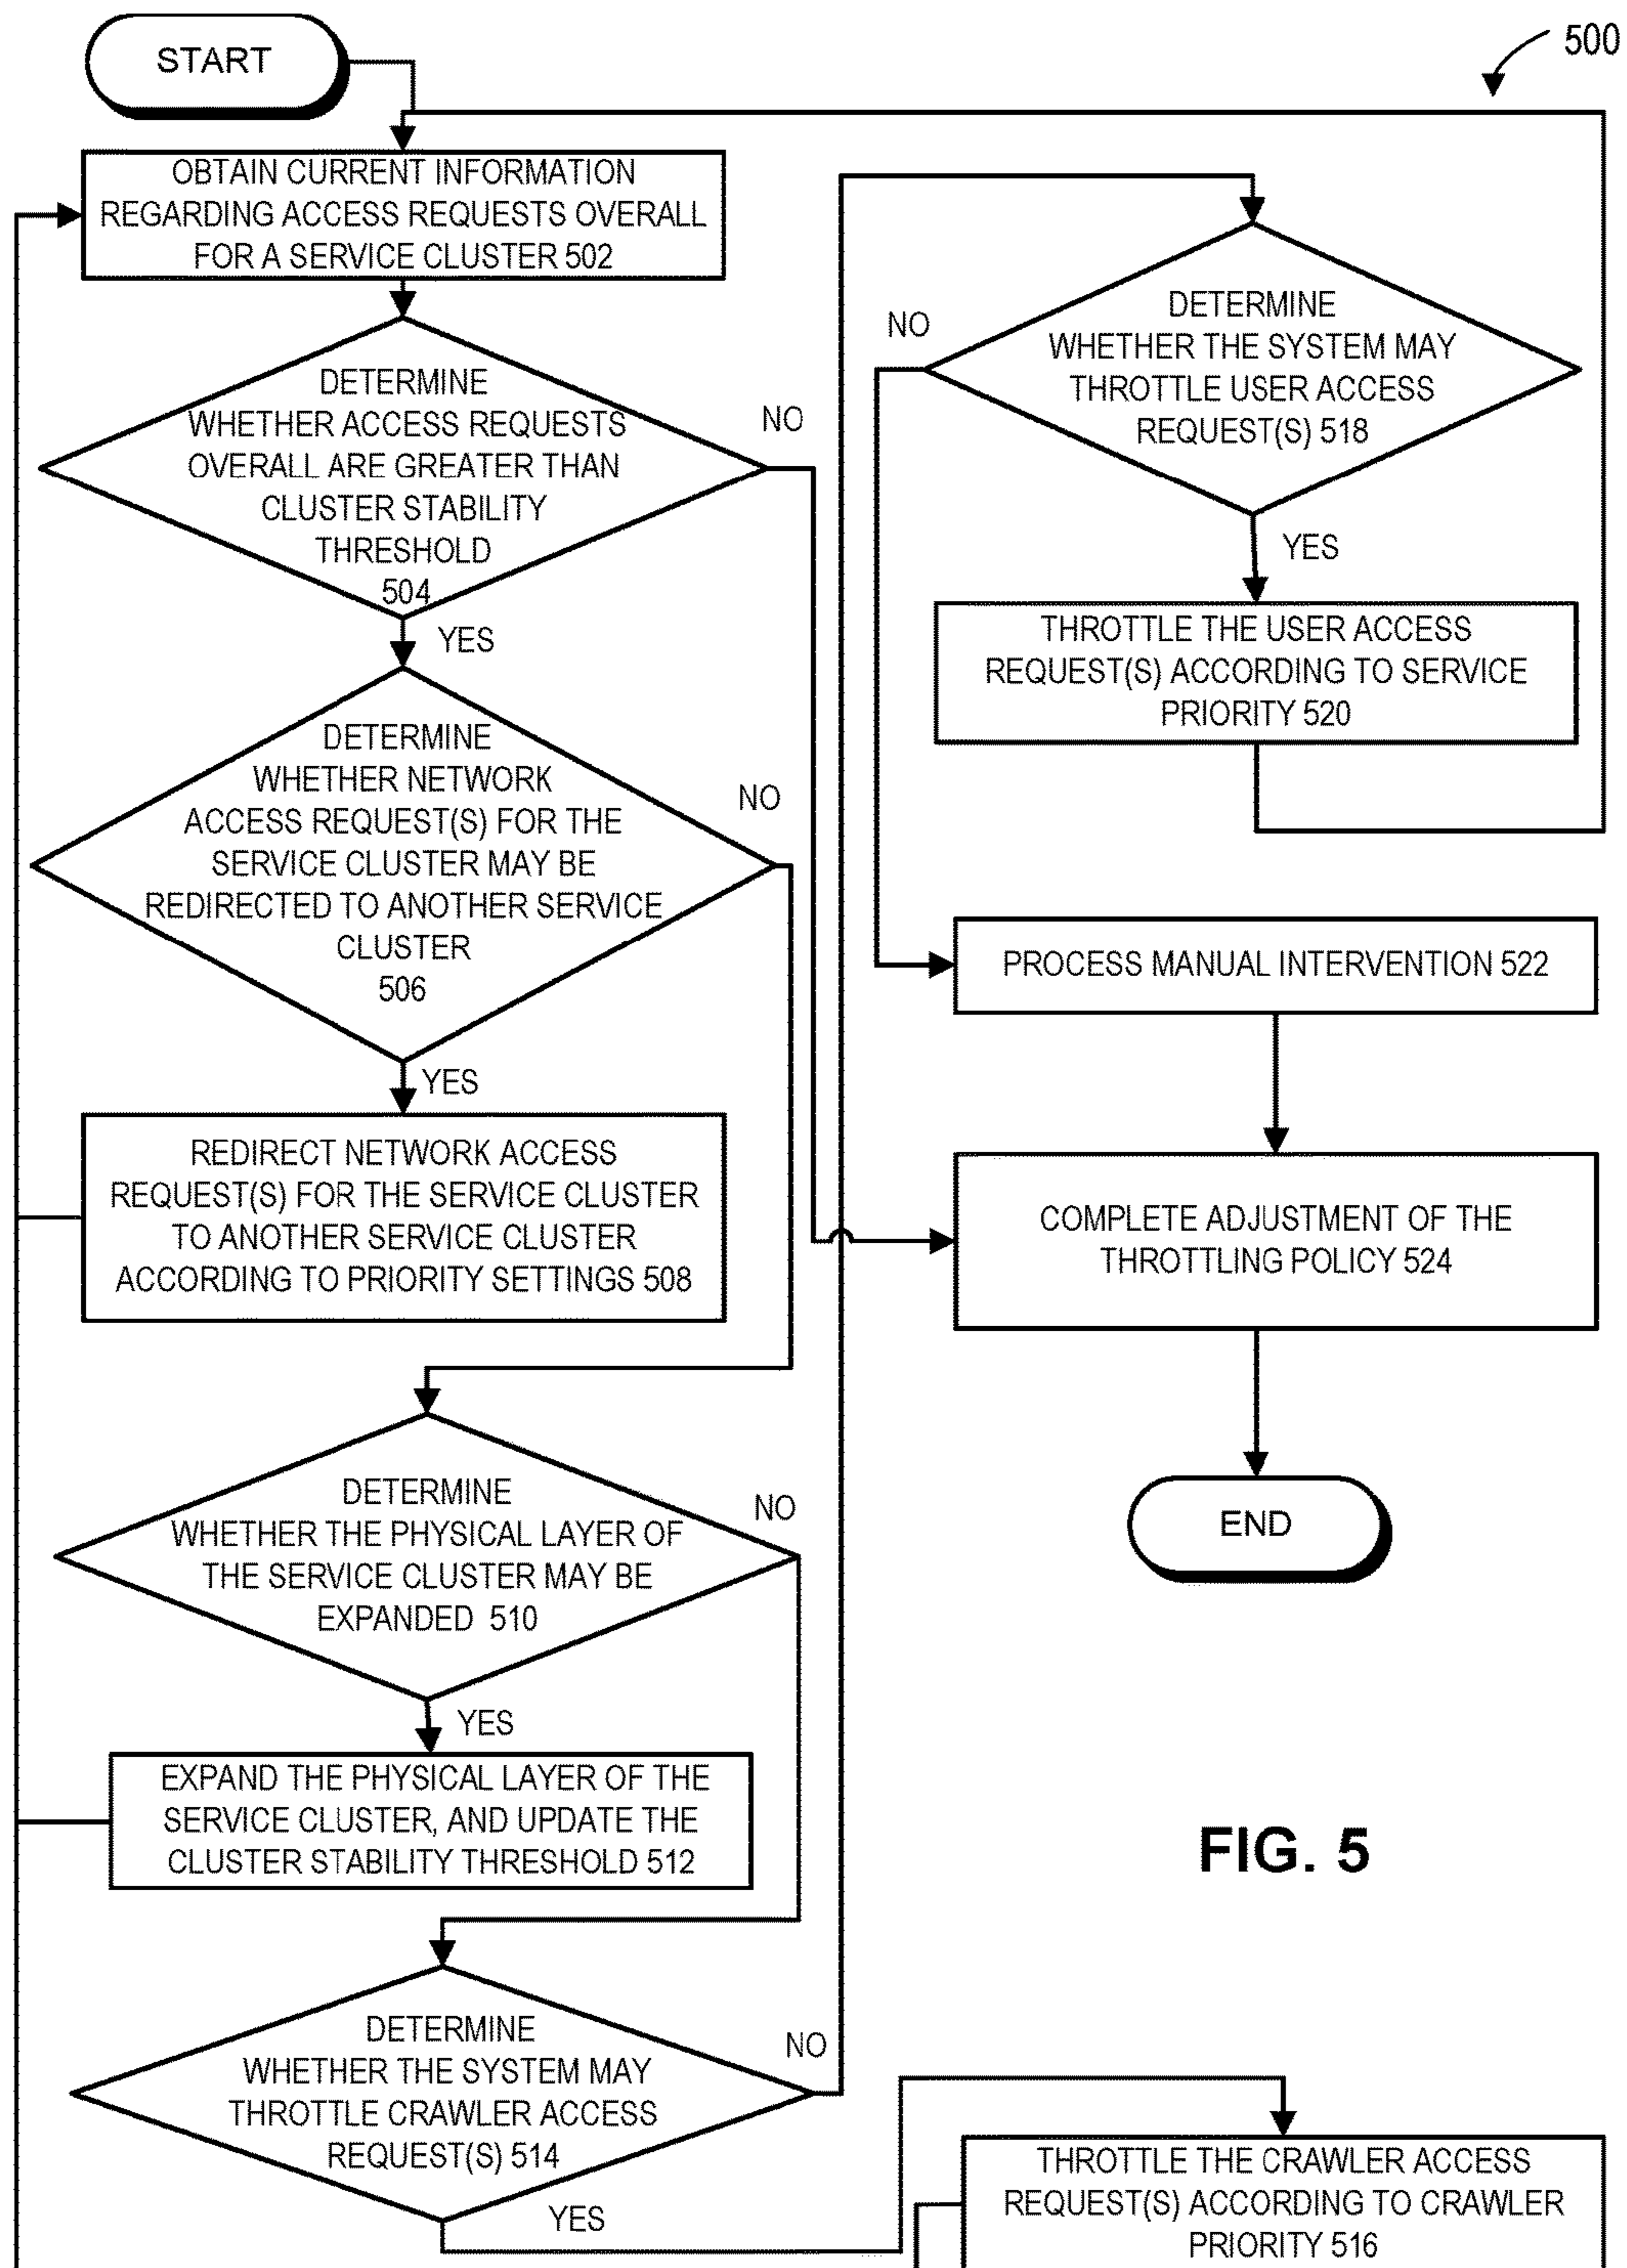 START
500
OBTAIN CURRENT INFORMATION
REGARDING ACCESS REQUESTS OVERALL
FOR A SERVICE CLUSTER 502
DETERMINE
WHETHER ACCESS REQUESTS
OVERALL ARE GREATER THAN
CLUSTER STABILITY
THRESHOLD
504
NO
YES
DETERMINE
WHETHER NETWORK
ACCESS REQUEST(S) FOR THE
SERVICE CLUSTER MAY BE
REDIRECTED TO ANOTHER SERVICE
CLUSTER
506
NO
YES
REDIRECT NETWORK ACCESS
REQUEST(S) FOR THE SERVICE CLUSTER
TO ANOTHER SERVICE CLUSTER
ACCORDING TO PRIORITY SETTINGS 508
DETERMINE
WHETHER THE PHYSICAL LAYER OF
THE SERVICE CLUSTER MAY BE
EXPANDED 510
NO
YES
EXPAND THE PHYSICAL LAYER OF THE
SERVICE CLUSTER, AND UPDATE THE
CLUSTER STABILITY THRESHOLD 512
DETERMINE
WHETHER THE SYSTEM MAY
THROTTLE CRAWLER ACCESS
REQUEST(S) 514
NO
YES
THROTTLE THE CRAWLER ACCESS
REQUEST(S) ACCORDING TO CRAWLER
PRIORITY 516
DETERMINE
WHETHER THE SYSTEM MAY
THROTTLE USER ACCESS
REQUEST(S) 518
NO
YES
THROTTLE THE USER ACCESS
REQUEST(S) ACCORDING TO SERVICE
PRIORITY 520
PROCESS MANUAL INTERVENTION 522
COMPLETE ADJUSTMENT OF THE
THROTTLING POLICY 524
END
FIG. 5